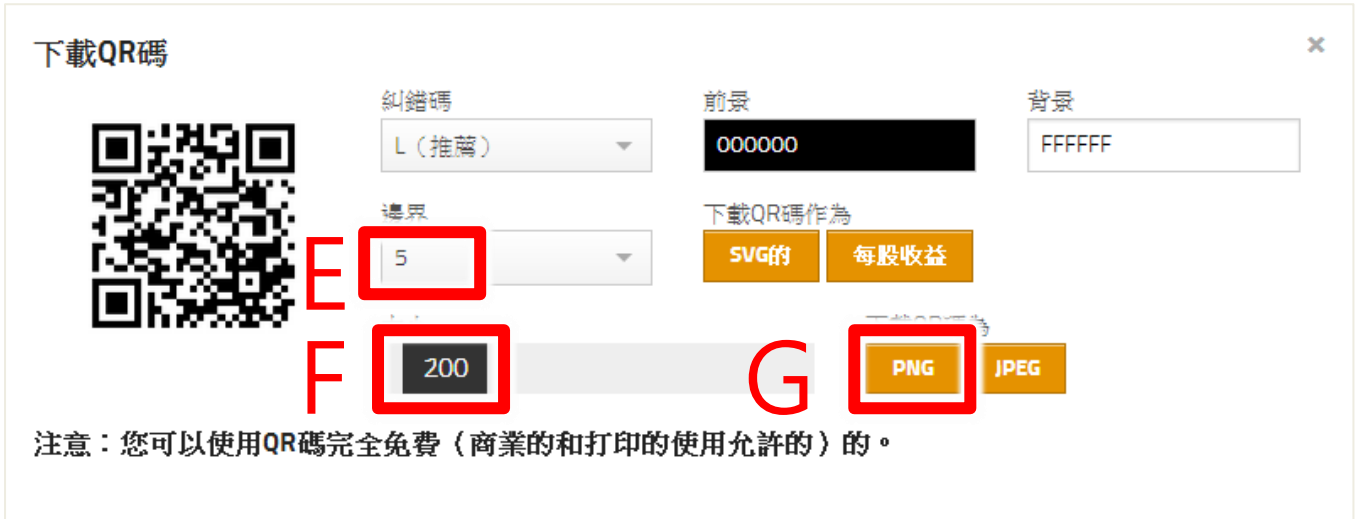 下載QR碼
×
糾錯碼
前景
背景
L（推薦）
000000
FFFFFF
邊界
下載QR碼作為
E
5
SVG的
每股收益
F
200
G
PNG
JPEG
注意：您可以使用QR碼完全免費（商業的和打印的使用允許的）的。